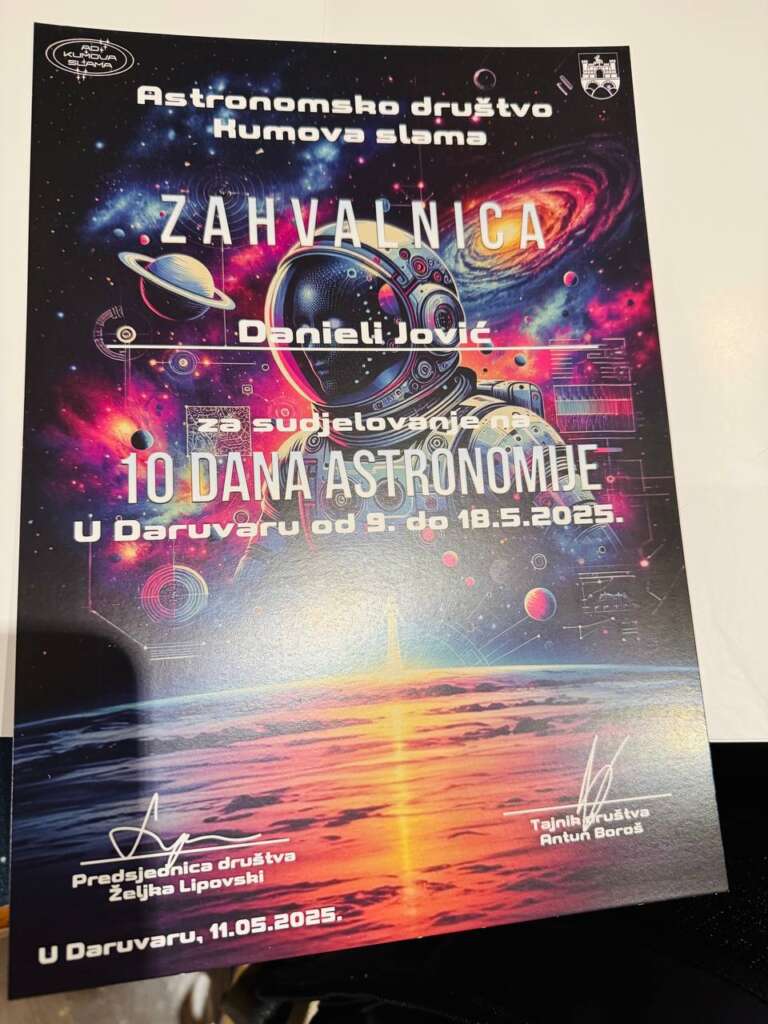 AD
KUMOVA
SLAMA
Astronomsko društvo
Kumova slama
ZAHVALNICA
Danieli Jović
za sudjelovanje na
10 DANA ASTRONOMIJE
U Daruvaru od 9. do 18.5.2025.
Predsjednica društva
Željka Lipovski
Tajnik društva
Antun Boroš
U Daruvaru, 11.05.2025.